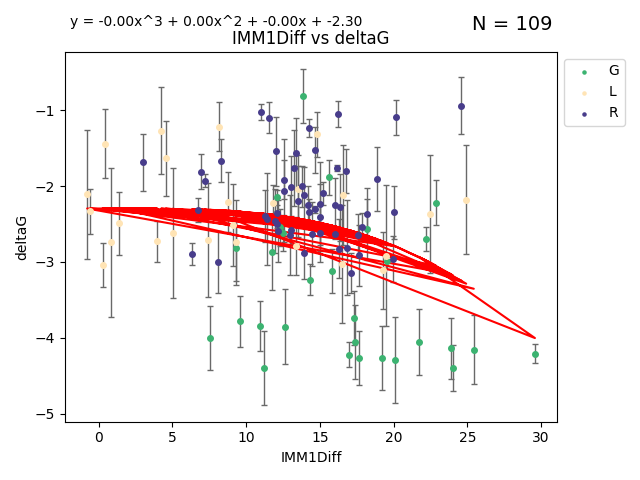 y = -0.00x^3 + 0.00x^2 + -0.00x + -2.30
N = 109
IMM1Diff vs deltaG
G
L
R
−1
−2
−3
−4
−5
deltaG
0 5 10 15 20 25 30
IMM1Diff